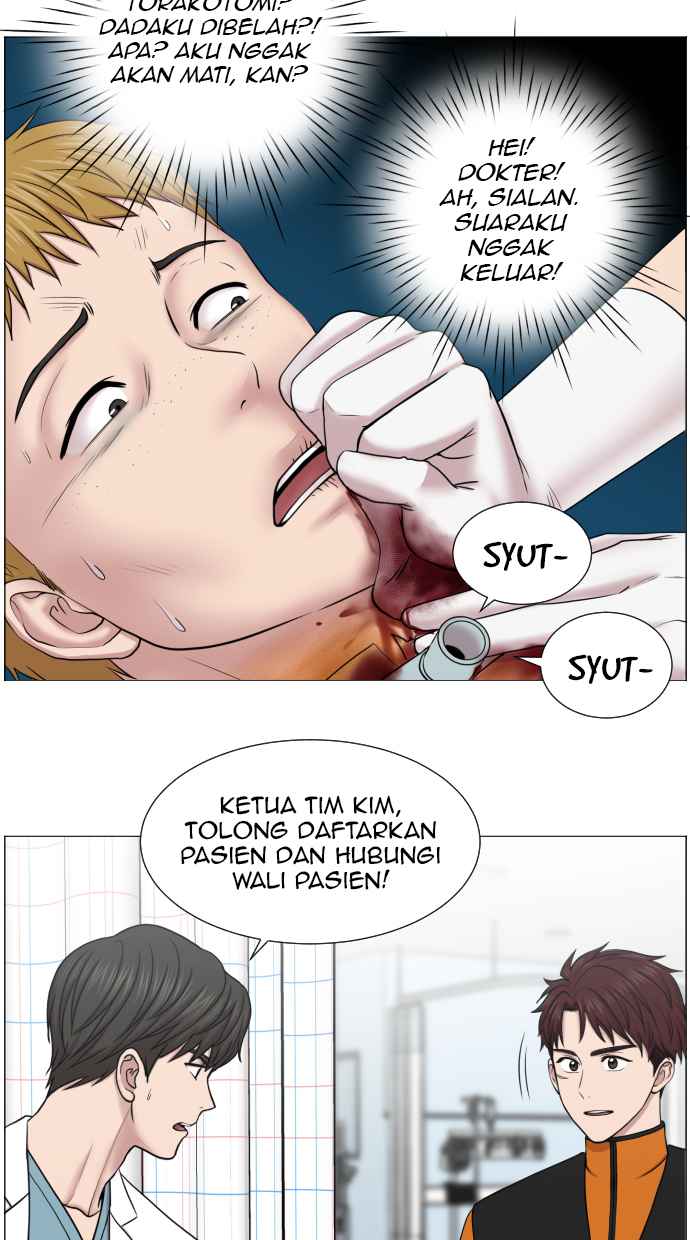 TORAKOTOMI?
DADAKU DIBELAH?!
APA? AKU NGGAK
AKAN MATI, KAN?
HEI!
DOKTER!
AH, SIALAN.
SUARAKU
NGGAK
KELUAR!
SYUT-
SYUT-
KETUA TIM KIM,
TOLONG DAFTARKAN
PASIEN DAN HUBUNGI
WALI PASIEN!